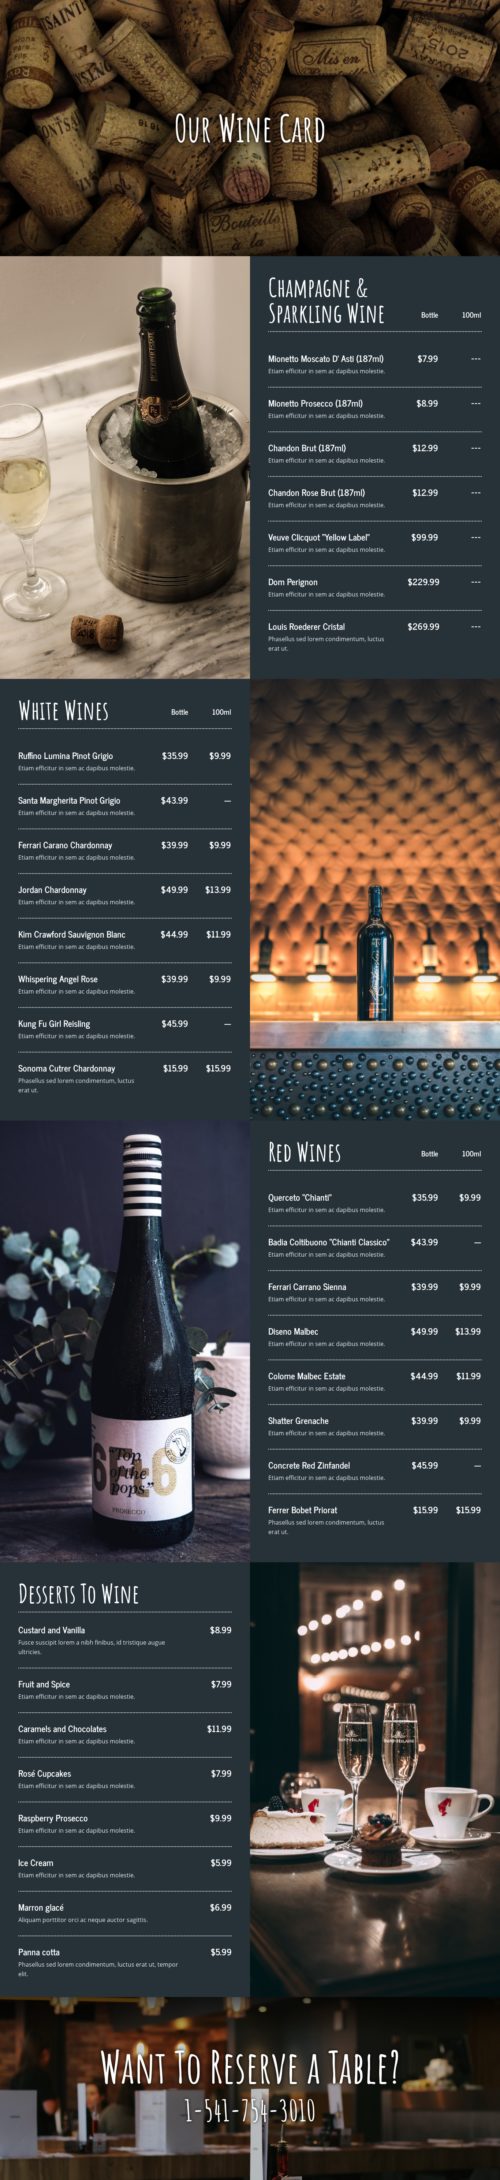 Our Wine Card
Mis en
2015
Bouteille
à la
Champagne &
Sparkling Wine
Bottle 100ml
Mionetto Moscato D' Asti (187ml) $7.99 ---
Etiam efficitur in sem ac dapibus molestie.
Mionetto Prosecco (187ml) $8.99 ---
Etiam efficitur in sem ac dapibus molestie.
Chandon Brut (187ml) $12.99 ---
Etiam efficitur in sem ac dapibus molestie.
Chandon Rose Brut (187ml) $12.99 ---
Etiam efficitur in sem ac dapibus molestie.
Veuve Clicquot "Yellow Label" $99.99 ---
Etiam efficitur in sem ac dapibus molestie.
Dom Perignon $229.99 ---
Etiam efficitur in sem ac dapibus molestie.
Louis Roederer Cristal $269.99 ---
Phasellus sed lorem condimentum, luctus
erat ut.
White Wines Bottle 100ml
Ruffino Lumina Pinot Grigio $35.99 $9.99
Etiam efficitur in sem ac dapibus molestie.
Santa Margherita Pinot Grigio $43.99 —
Etiam efficitur in sem ac dapibus molestie.
Ferrari Carano Chardonnay $39.99 $9.99
Etiam efficitur in sem ac dapibus molestie.
Jordan Chardonnay $49.99 $13.99
Etiam efficitur in sem ac dapibus molestie.
Kim Crawford Sauvignon Blanc $44.99 $11.99
Etiam efficitur in sem ac dapibus molestie.
Whispering Angel Rose $39.99 $9.99
Etiam efficitur in sem ac dapibus molestie.
Kung Fu Girl Reisling $45.99 —
Etiam efficitur in sem ac dapibus molestie.
Sonoma Cutrer Chardonnay $15.99 $15.99
Phasellus sed lorem condimentum, luctus
erat ut.
"Top
of the
pops"
PROSECCO
Red Wines Bottle 100ml
Querceto "Chianti" $35.99 $9.99
Etiam efficitur in sem ac dapibus molestie.
Badia Coltibuono "Chianti Classico" $43.99 —
Etiam efficitur in sem ac dapibus molestie.
Ferrari Carrano Sienna $39.99 $9.99
Etiam efficitur in sem ac dapibus molestie.
Diseno Malbec $49.99 $13.99
Etiam efficitur in sem ac dapibus molestie.
Colome Malbec Estate $44.99 $11.99
Etiam efficitur in sem ac dapibus molestie.
Shatter Grenache $39.99 $9.99
Etiam efficitur in sem ac dapibus molestie.
Concrete Red Zinfandel $45.99 —
Etiam efficitur in sem ac dapibus molestie.
Ferrer Bobet Priorat $15.99 $15.99
Phasellus sed lorem condimentum, luctus
erat ut.
Desserts To Wine
Custard and Vanilla $8.99
Fusce suscipit lorem a nibh finibus, id tristique augue
ultricies.
Fruit and Spice $7.99
Etiam efficitur in sem ac dapibus molestie.
Caramels and Chocolates $11.99
Etiam efficitur in sem ac dapibus molestie.
Rosé Cupcakes $7.99
Etiam efficitur in sem ac dapibus molestie.
Raspberry Prosecco $9.99
Etiam efficitur in sem ac dapibus molestie.
Ice Cream $5.99
Etiam efficitur in sem ac dapibus molestie.
Marron glacé $6.99
Aliquam porttitor orci ac neque auctor sagittis.
Panna cotta $5.99
Phasellus sed lorem condimentum, luctus erat ut, tempor
elit.
Want To Reserve a Table?
1-541-754-3010